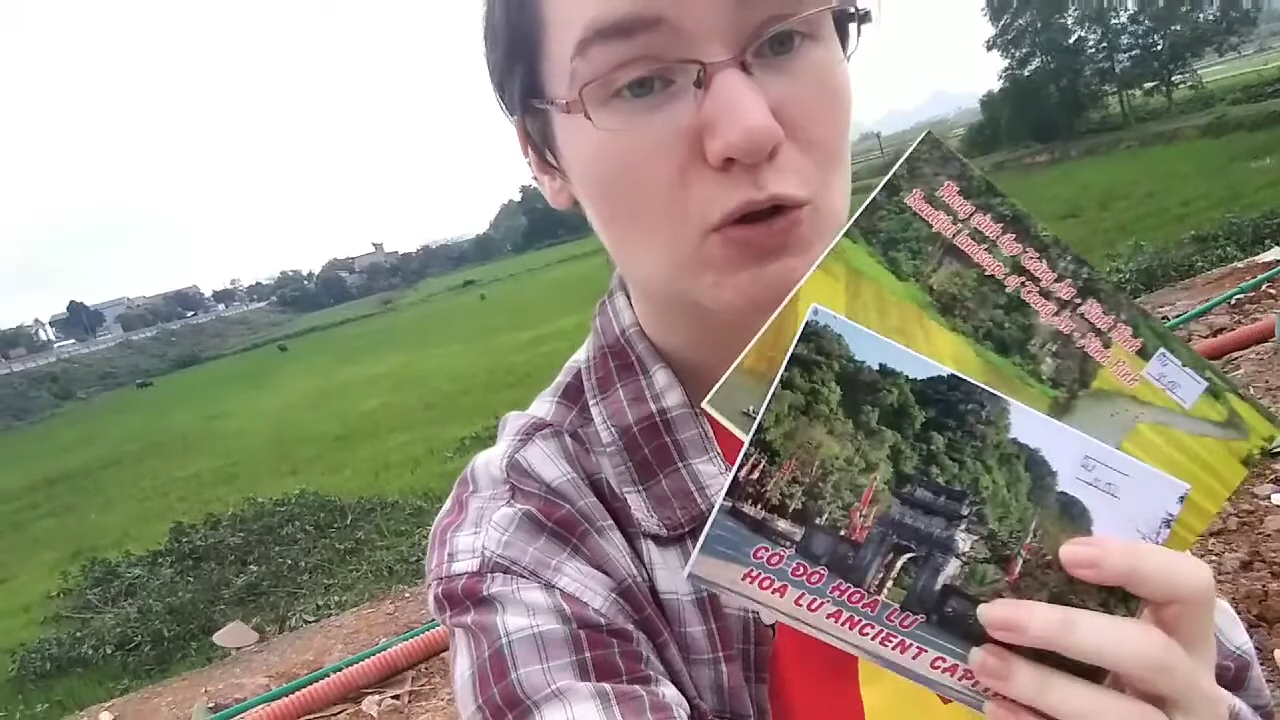 Phong cảnh đẹp Tràng An - Ninh Bình
Beautiful landscape of Trang An - Ninh Binh
CỐ ĐÔ HOA LƯ
HOA LƯ ANCIENT CAPI